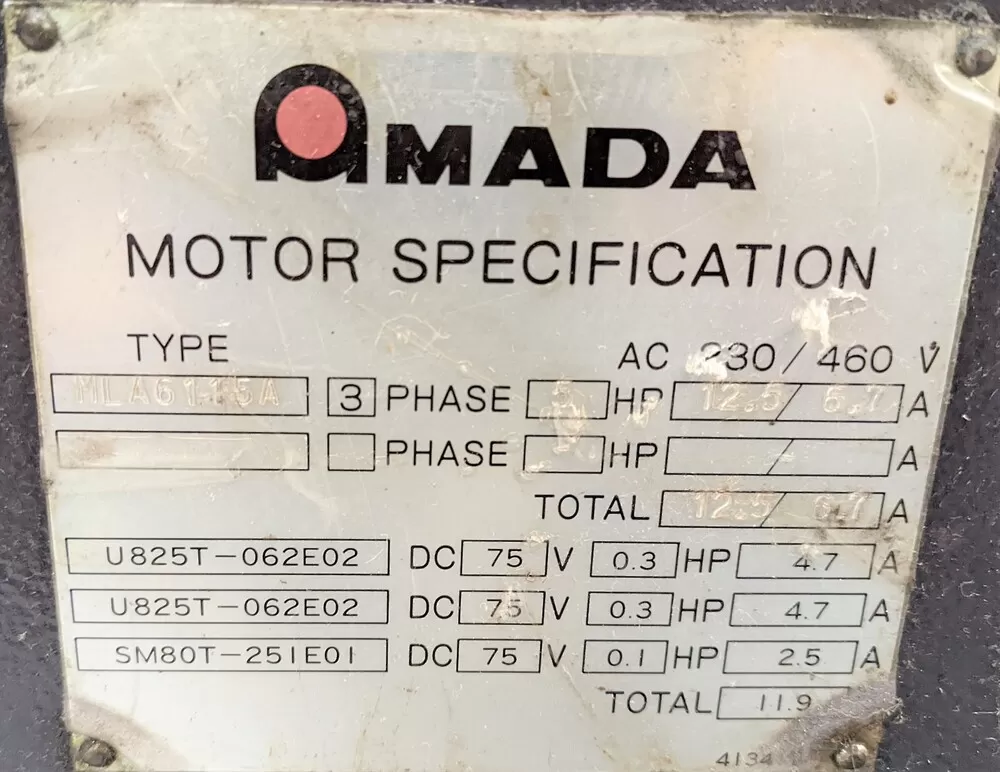 AMADA
MOTOR SPECIFICATION
TYPE AC 230/460 V
MLA6115A 3 PHASE 5 HP 12.5/6.7 A
PHASE HP / A
TOTAL 12.5/6.7 A
U825T-062E02 DC 75 V 0.3 HP 4.7 A
U825T-062E02 DC 75 V 0.3 HP 4.7 A
SM80T-251E01 DC 75 V 0.1 HP 2.5 A
TOTAL 11.9
4134